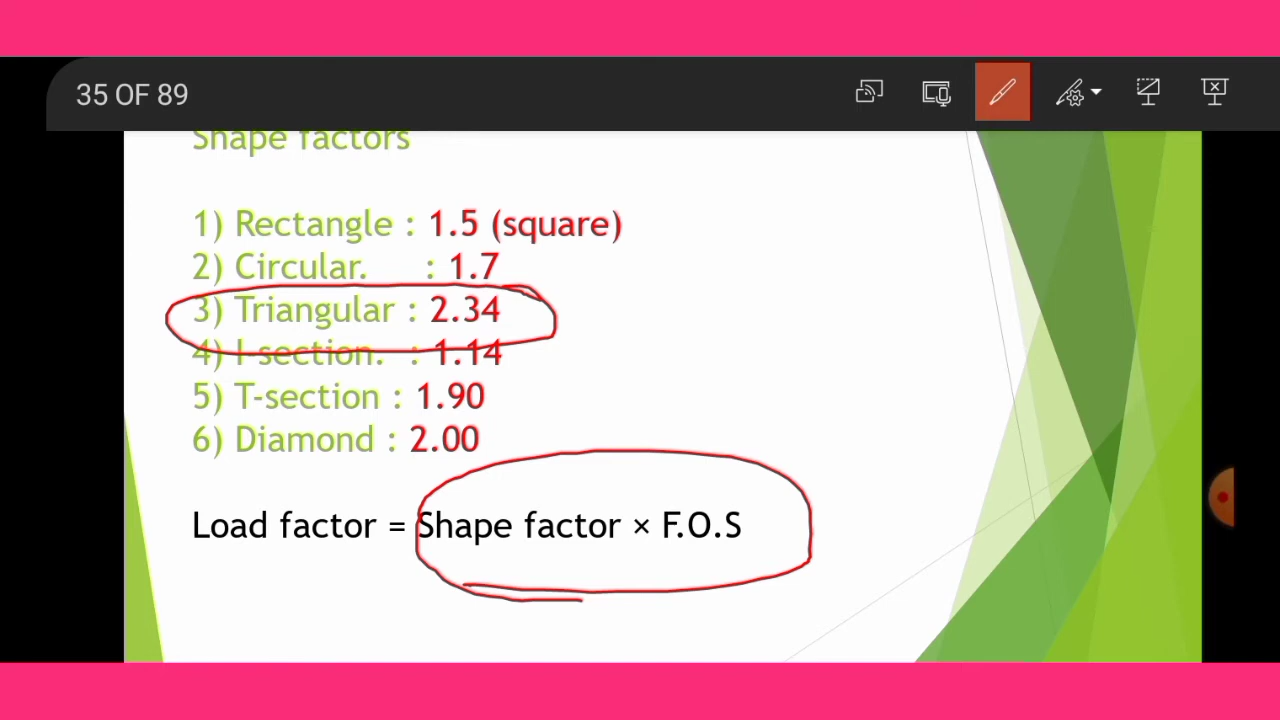 35 OF 89
Shape factors
1) Rectangle : 1.5 (square)
2) Circular. : 1.7
3) Triangular : 2.34
4) I-section. : 1.14
5) T-section : 1.90
6) Diamond : 2.00
Load factor = Shape factor × F.O.S